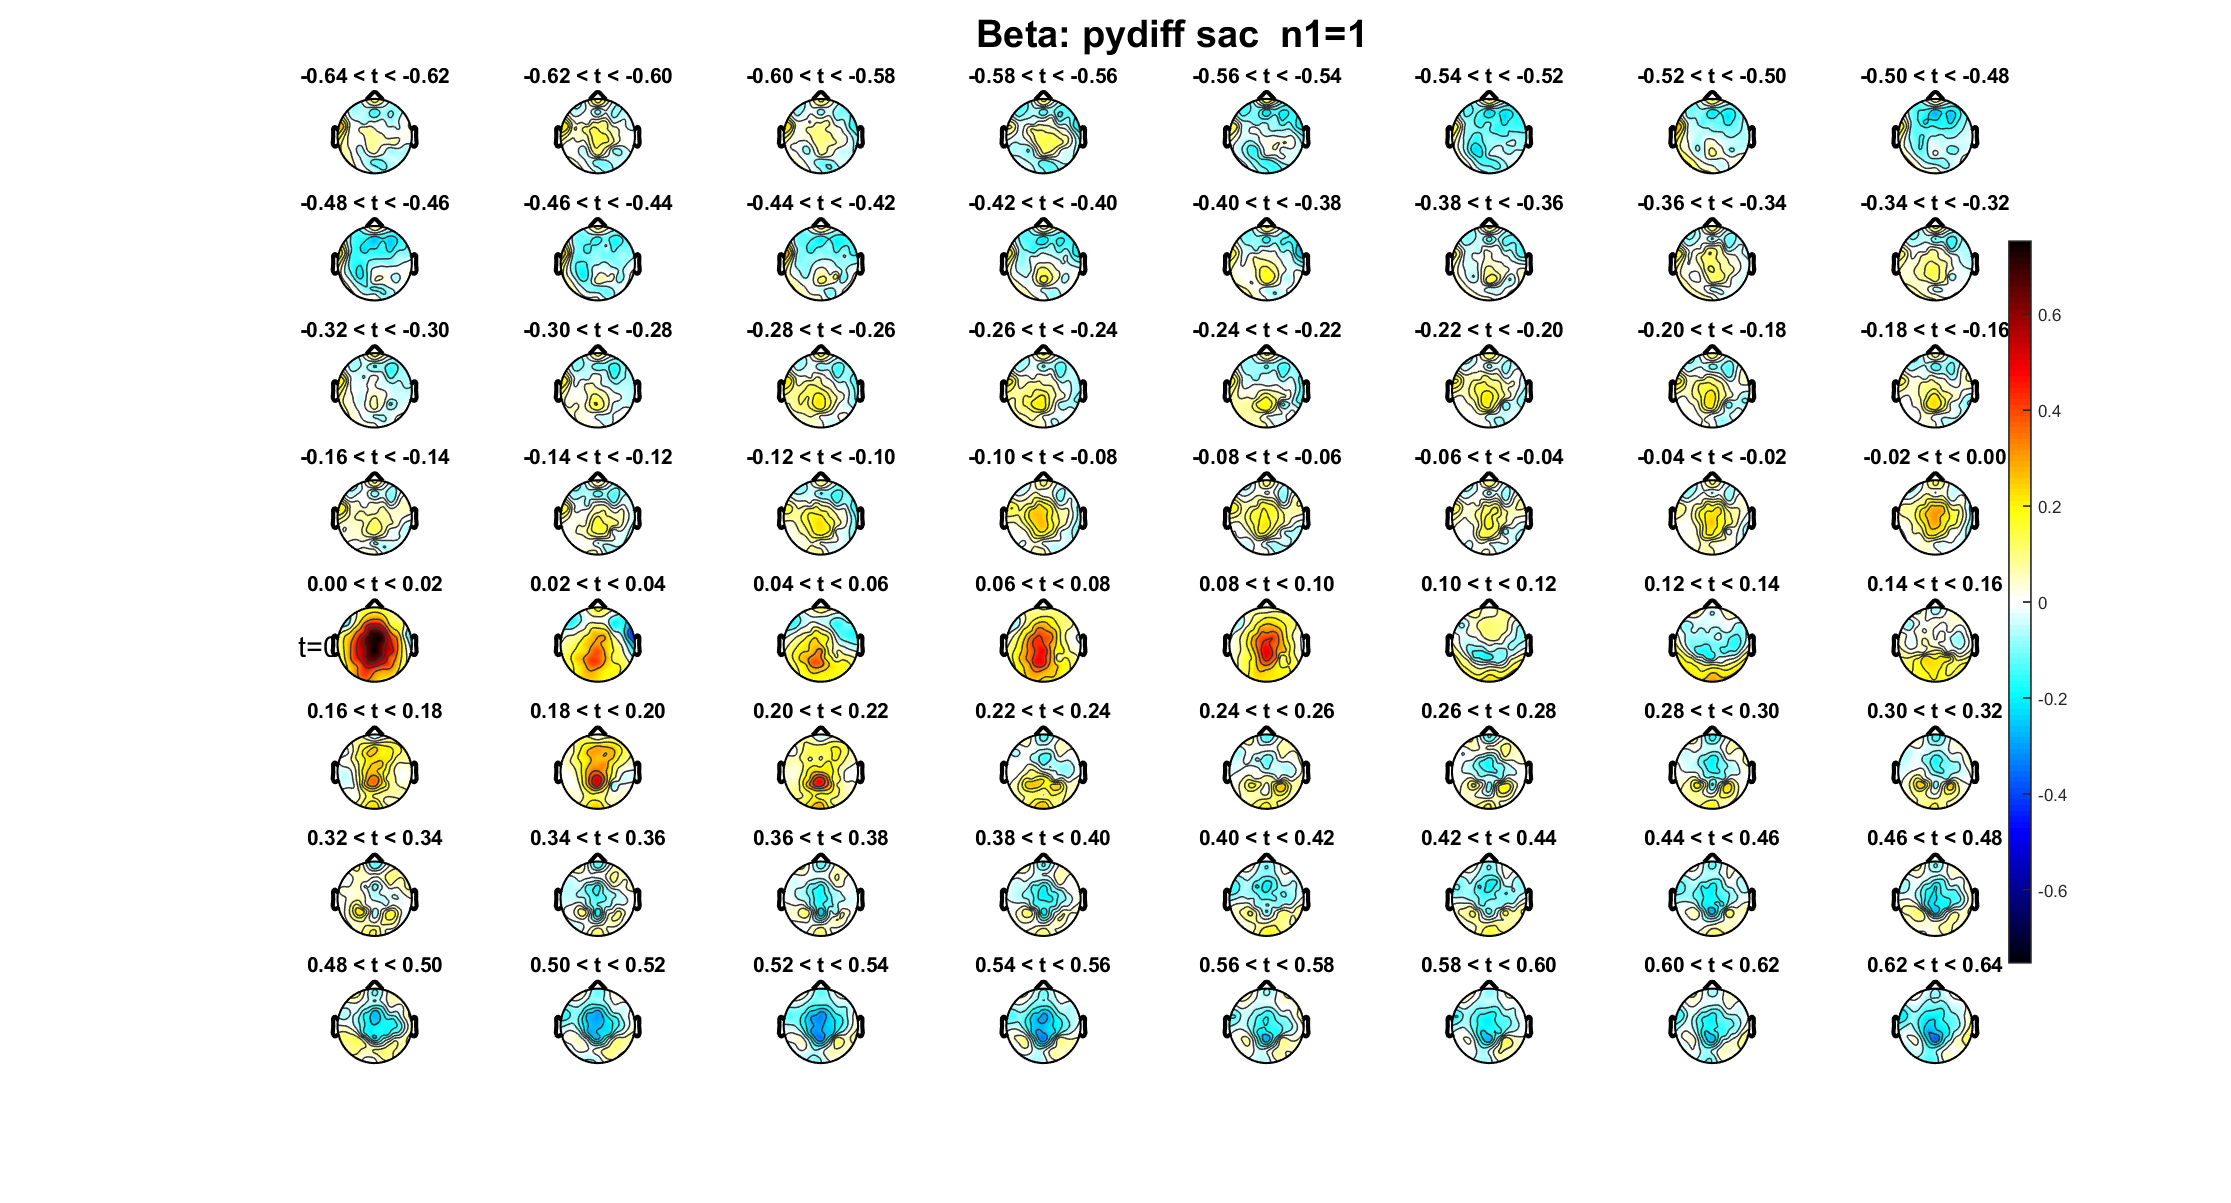 Beta: pydiff sac  n1=1
-0.64 < t < -0.62 -0.62 < t < -0.60 -0.60 < t < -0.58 -0.58 < t < -0.56 -0.56 < t < -0.54 -0.54 < t < -0.52 -0.52 < t < -0.50 -0.50 < t < -0.48
-0.48 < t < -0.46 -0.46 < t < -0.44 -0.44 < t < -0.42 -0.42 < t < -0.40 -0.40 < t < -0.38 -0.38 < t < -0.36 -0.36 < t < -0.34 -0.34 < t < -0.32
-0.32 < t < -0.30 -0.30 < t < -0.28 -0.28 < t < -0.26 -0.26 < t < -0.24 -0.24 < t < -0.22 -0.22 < t < -0.20 -0.20 < t < -0.18 -0.18 < t < -0.16
0.6
0.4
-0.16 < t < -0.14 -0.14 < t < -0.12 -0.12 < t < -0.10 -0.10 < t < -0.08 -0.08 < t < -0.06 -0.06 < t < -0.04 -0.04 < t < -0.02 -0.02 < t < 0.00
0.2
0.00 < t < 0.02 0.02 < t < 0.04 0.04 < t < 0.06 0.06 < t < 0.08 0.08 < t < 0.10 0.10 < t < 0.12 0.12 < t < 0.14 0.14 < t < 0.16
0
t=0
-0.2
0.16 < t < 0.18 0.18 < t < 0.20 0.20 < t < 0.22 0.22 < t < 0.24 0.24 < t < 0.26 0.26 < t < 0.28 0.28 < t < 0.30 0.30 < t < 0.32
-0.4
0.32 < t < 0.34 0.34 < t < 0.36 0.36 < t < 0.38 0.38 < t < 0.40 0.40 < t < 0.42 0.42 < t < 0.44 0.44 < t < 0.46 0.46 < t < 0.48
-0.6
0.48 < t < 0.50 0.50 < t < 0.52 0.52 < t < 0.54 0.54 < t < 0.56 0.56 < t < 0.58 0.58 < t < 0.60 0.60 < t < 0.62 0.62 < t < 0.64